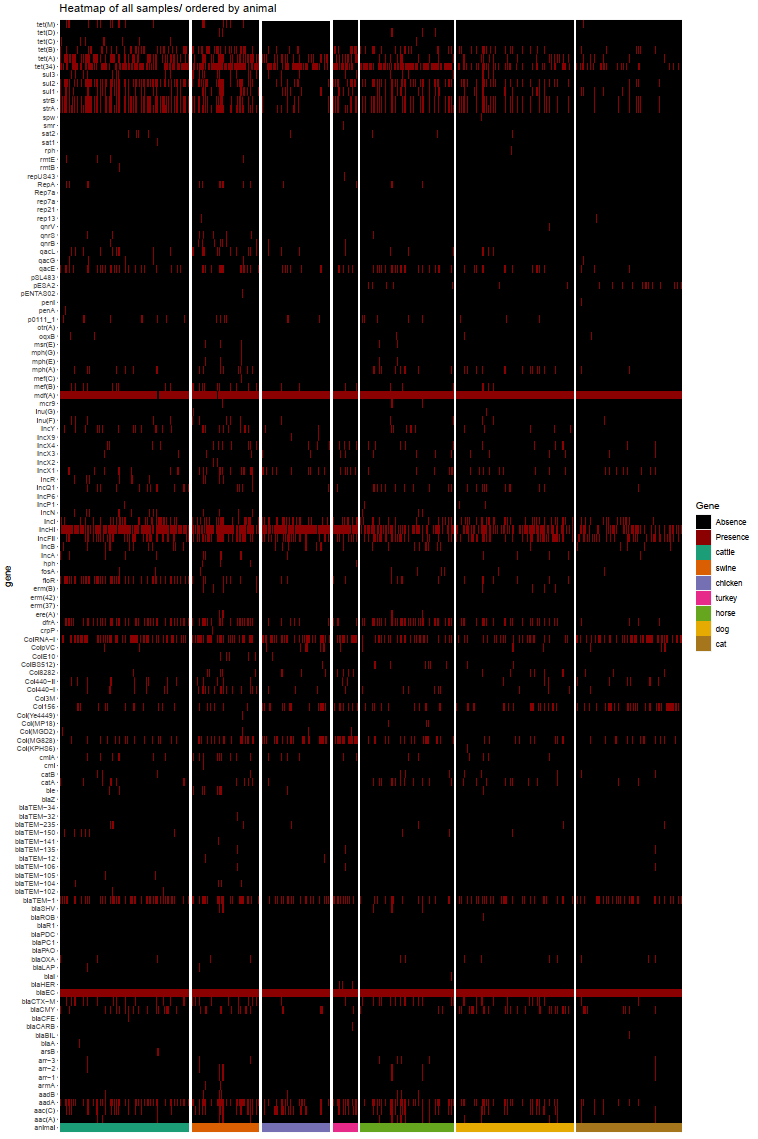 Heatmap of all samples/ ordered by animal
tet(M)
tet(D)
tet(C)
tet(B)
tet(A)
tet(34)
sul3
sul2
sul1
strB
strA
spw
smr
sat2
sat1
rph
rmtE
rmtB
repUS43
RepA
Rep7a
rep7a
rep21
rep13
qnrV
qnrS
qnrB
qacL
qacG
qacE
pSL483
pESA2
pENTAS02
penI
penA
p0111_1
otr(A)
oqxB
msr(E)
mph(G)
mph(E)
mph(A)
mef(C)
mef(B)
mdf(A)
mcr9
lnu(G)
lnu(F)
IncY
IncX9
IncX4
IncX3
IncX2
IncX1
IncR
IncQ1
IncP6
IncP1
IncN
IncI
IncHI
IncFII
IncB
IncA
hph
fosA
floR
erm(B)
erm(42)
erm(37)
ere(A)
dfrA
crpP
ColRNA-I
ColpVC
ColE10
Col(BS512)
Col8282
Col440-II
Col440-I
Col3M
Col156
Col(Ye4449)
Col(MP18)
Col(MGD2)
Col(MG828)
Col(KPHS6)
cmlA
cml
catB
catA
ble
blaZ
blaTEM-34
blaTEM-32
blaTEM-235
blaTEM-150
blaTEM-141
blaTEM-135
blaTEM-12
blaTEM-106
blaTEM-105
blaTEM-104
blaTEM-102
blaTEM-1
blaSHV
blaROB
blaR1
blaPDC
blaPC1
blaPAO
blaOXA
blaLAP
blaI
blaHER
blaEC
blaCTX-M
blaCMY
blaCFE
blaCARB
blaBIL
blaA
arsB
arr-3
arr-2
arr-1
armA
aadB
aadA
aac(C)
aac(A)
animal
gene
Gene
Absence
Presence
cattle
swine
chicken
turkey
horse
dog
cat